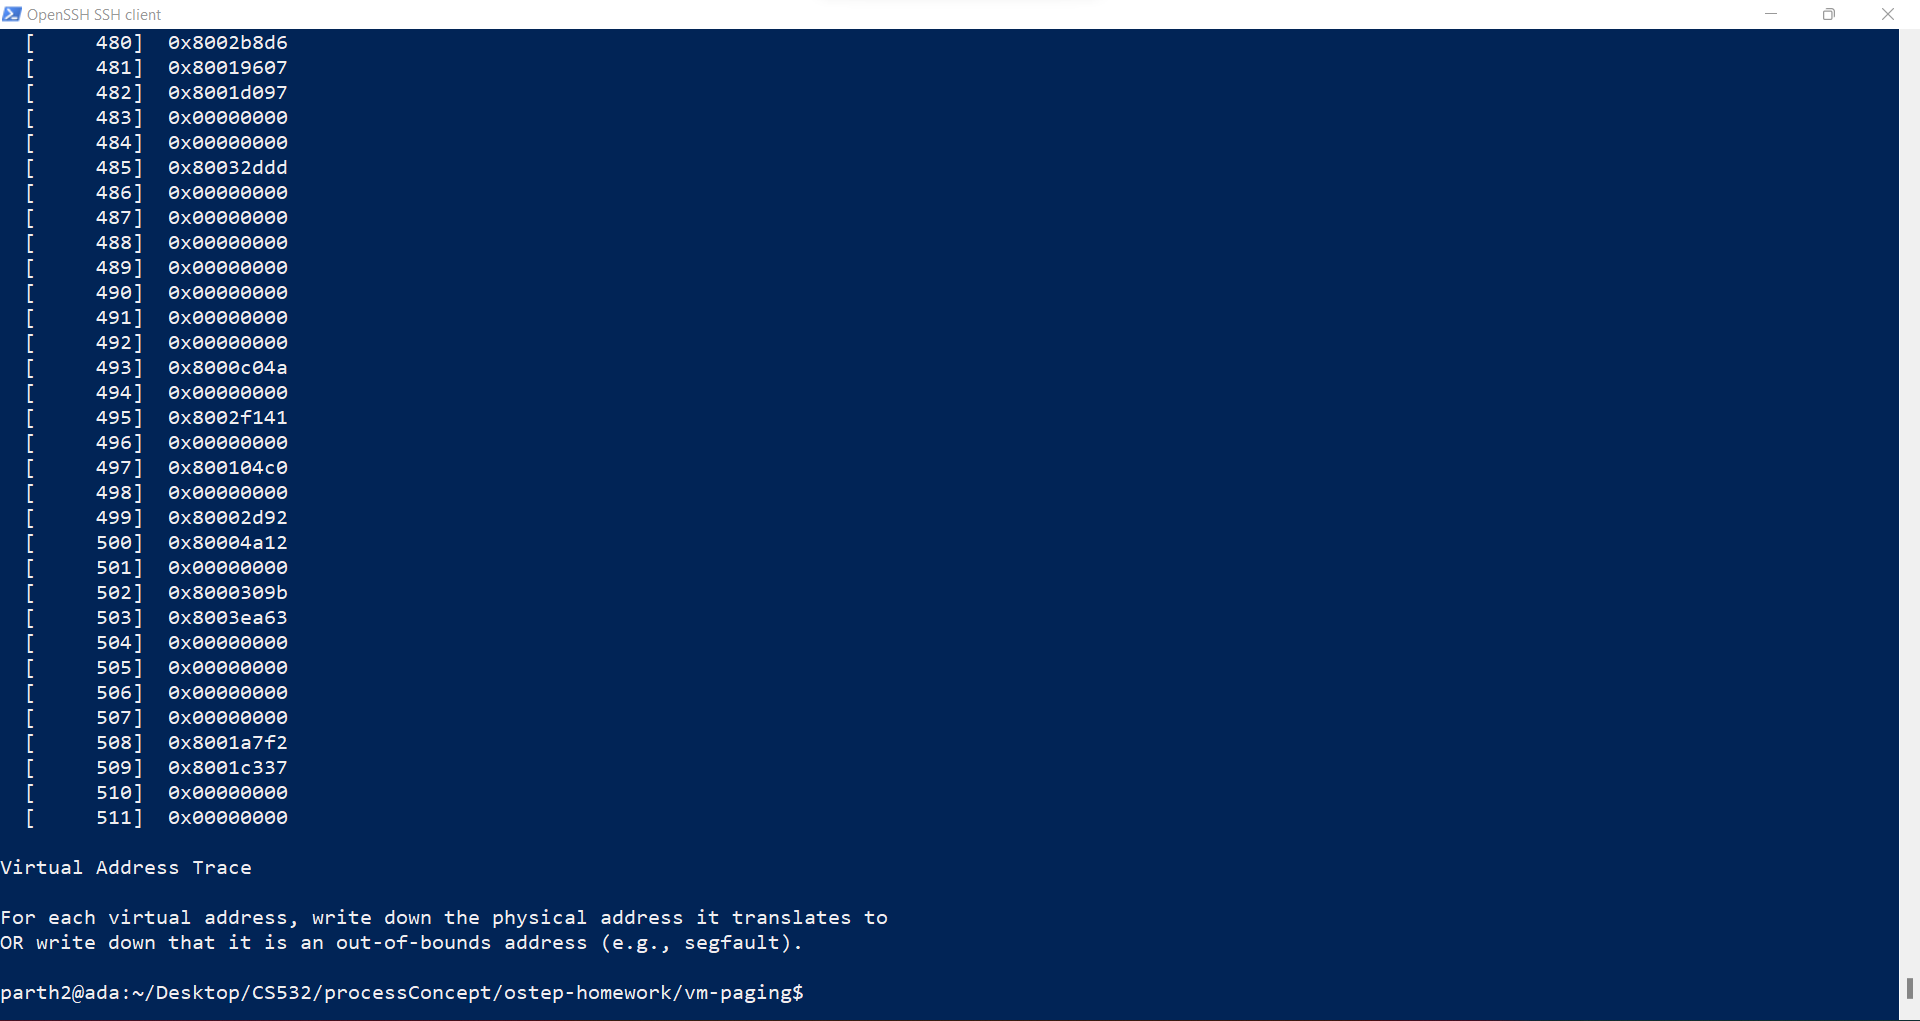 OpenSSH SSH client
[ 480] 0x8002b8d6
[ 481] 0x80019607
[ 482] 0x8001d097
[ 483] 0x00000000
[ 484] 0x00000000
[ 485] 0x80032ddd
[ 486] 0x00000000
[ 487] 0x00000000
[ 488] 0x00000000
[ 489] 0x00000000
[ 490] 0x00000000
[ 491] 0x00000000
[ 492] 0x00000000
[ 493] 0x8000c04a
[ 494] 0x00000000
[ 495] 0x8002f141
[ 496] 0x00000000
[ 497] 0x800104c0
[ 498] 0x00000000
[ 499] 0x80002d92
[ 500] 0x80004a12
[ 501] 0x00000000
[ 502] 0x8000309b
[ 503] 0x8003ea63
[ 504] 0x00000000
[ 505] 0x00000000
[ 506] 0x00000000
[ 507] 0x00000000
[ 508] 0x8001a7f2
[ 509] 0x8001c337
[ 510] 0x00000000
[ 511] 0x00000000
Virtual Address Trace
For each virtual address, write down the physical address it translates to
OR write down that it is an out-of-bounds address (e.g., segfault).
parth2@ada:~/Desktop/CS532/processConcept/ostep-homework/vm-paging$